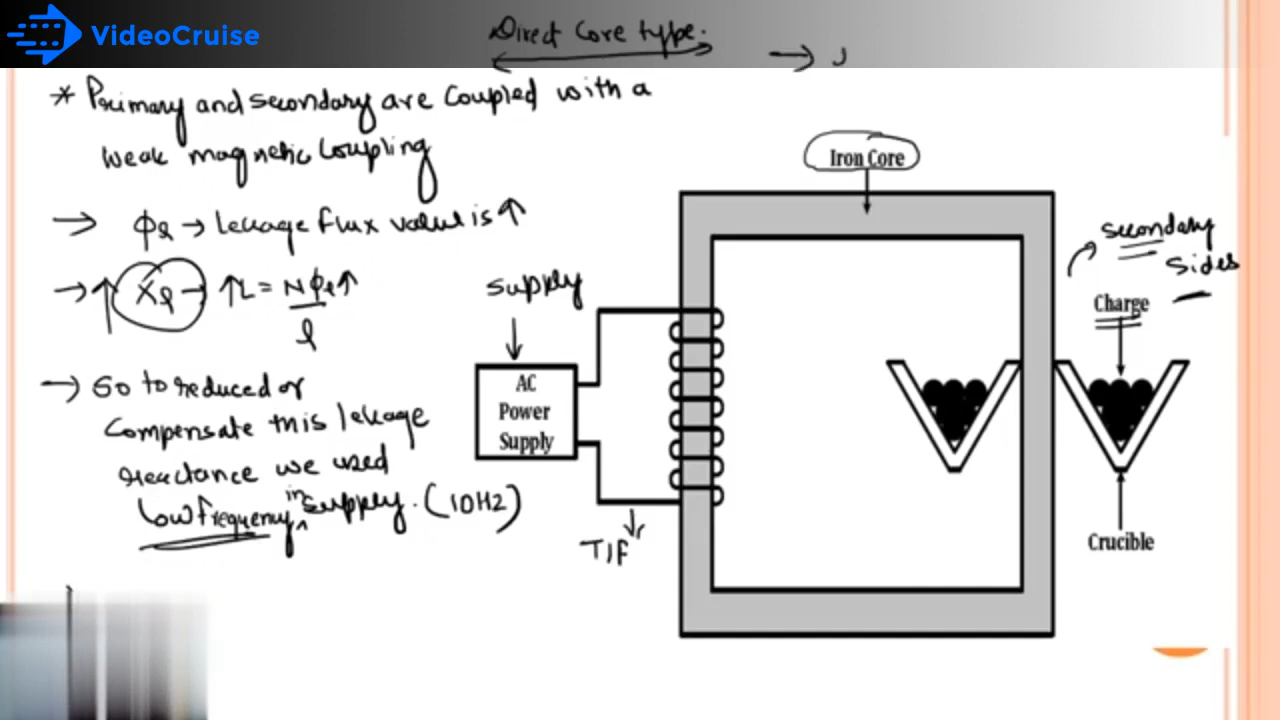 VideoCruise
Direct Core type.
* Primary and secondary are coupled with a
weak magnetic coupling
→ φl → leakage flux value is ↑
→ ↑ Xl → ↑L = Nφl↑ / l
→ So to reduced or
compensate this leakage
reactance we used
low frequency in supply. (10Hz)
supply
AC
Power
Supply
T/F
Iron Core
secondary
sides
Charge
Crucible